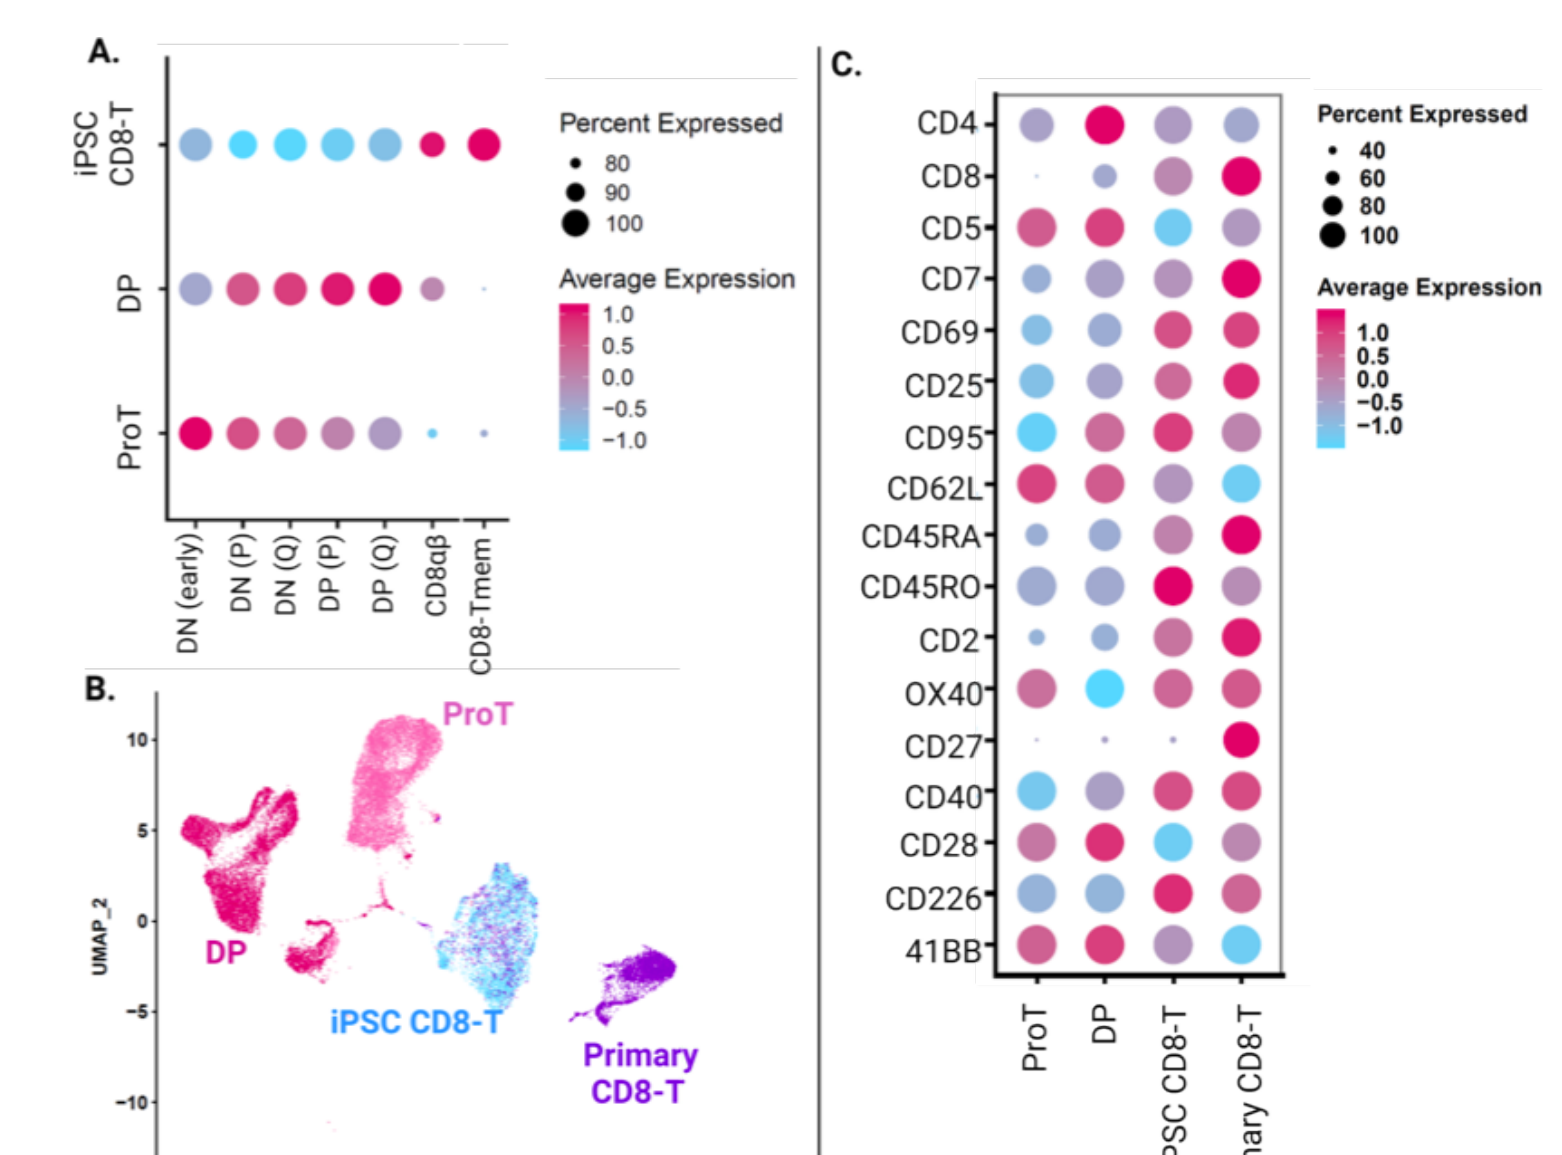 A.
iPSC
CD8-T
DP
ProT
DN (early)
DN (P)
DN (Q)
DP (P)
DP (Q)
CD8αβ
CD8-Tmem
Percent Expressed
80
90
100
Average Expression
1.0
0.5
0.0
−0.5
−1.0
B.
UMAP_2
10
5
0
−5
−10
ProT
DP
iPSC CD8-T
Primary
CD8-T
C.
CD4
CD8
CD5
CD7
CD69
CD25
CD95
CD62L
CD45RA
CD45RO
CD2
OX40
CD27
CD40
CD28
CD226
41BB
ProT
DP
PSC CD8-T
nary CD8-T
Percent Expressed
40
60
80
100
Average Expression
1.0
0.5
0.0
−0.5
−1.0